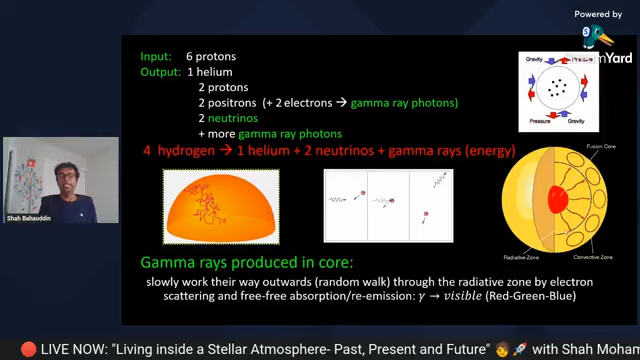 Powered by
StreamYard
Input: 6 protons
Output: 1 helium
2 protons
2 positrons (+ 2 electrons → gamma ray photons)
2 neutrinos
+ more gamma ray photons
4 hydrogen → 1 helium + 2 neutrinos + gamma rays (energy)
Gravity
Pressure
Pressure
Gravity
Fusion Core
Radiative Zone
Convective Zone
Shah Bahauddin
Gamma rays produced in core:
slowly work their way outwards (random walk) through the radiative zone by electron
scattering and free-free absorption/re-emission: γ → visible (Red-Green-Blue)
LIVE NOW: "Living inside a Stellar Atmosphere- Past, Present and Future" with Shah Moham